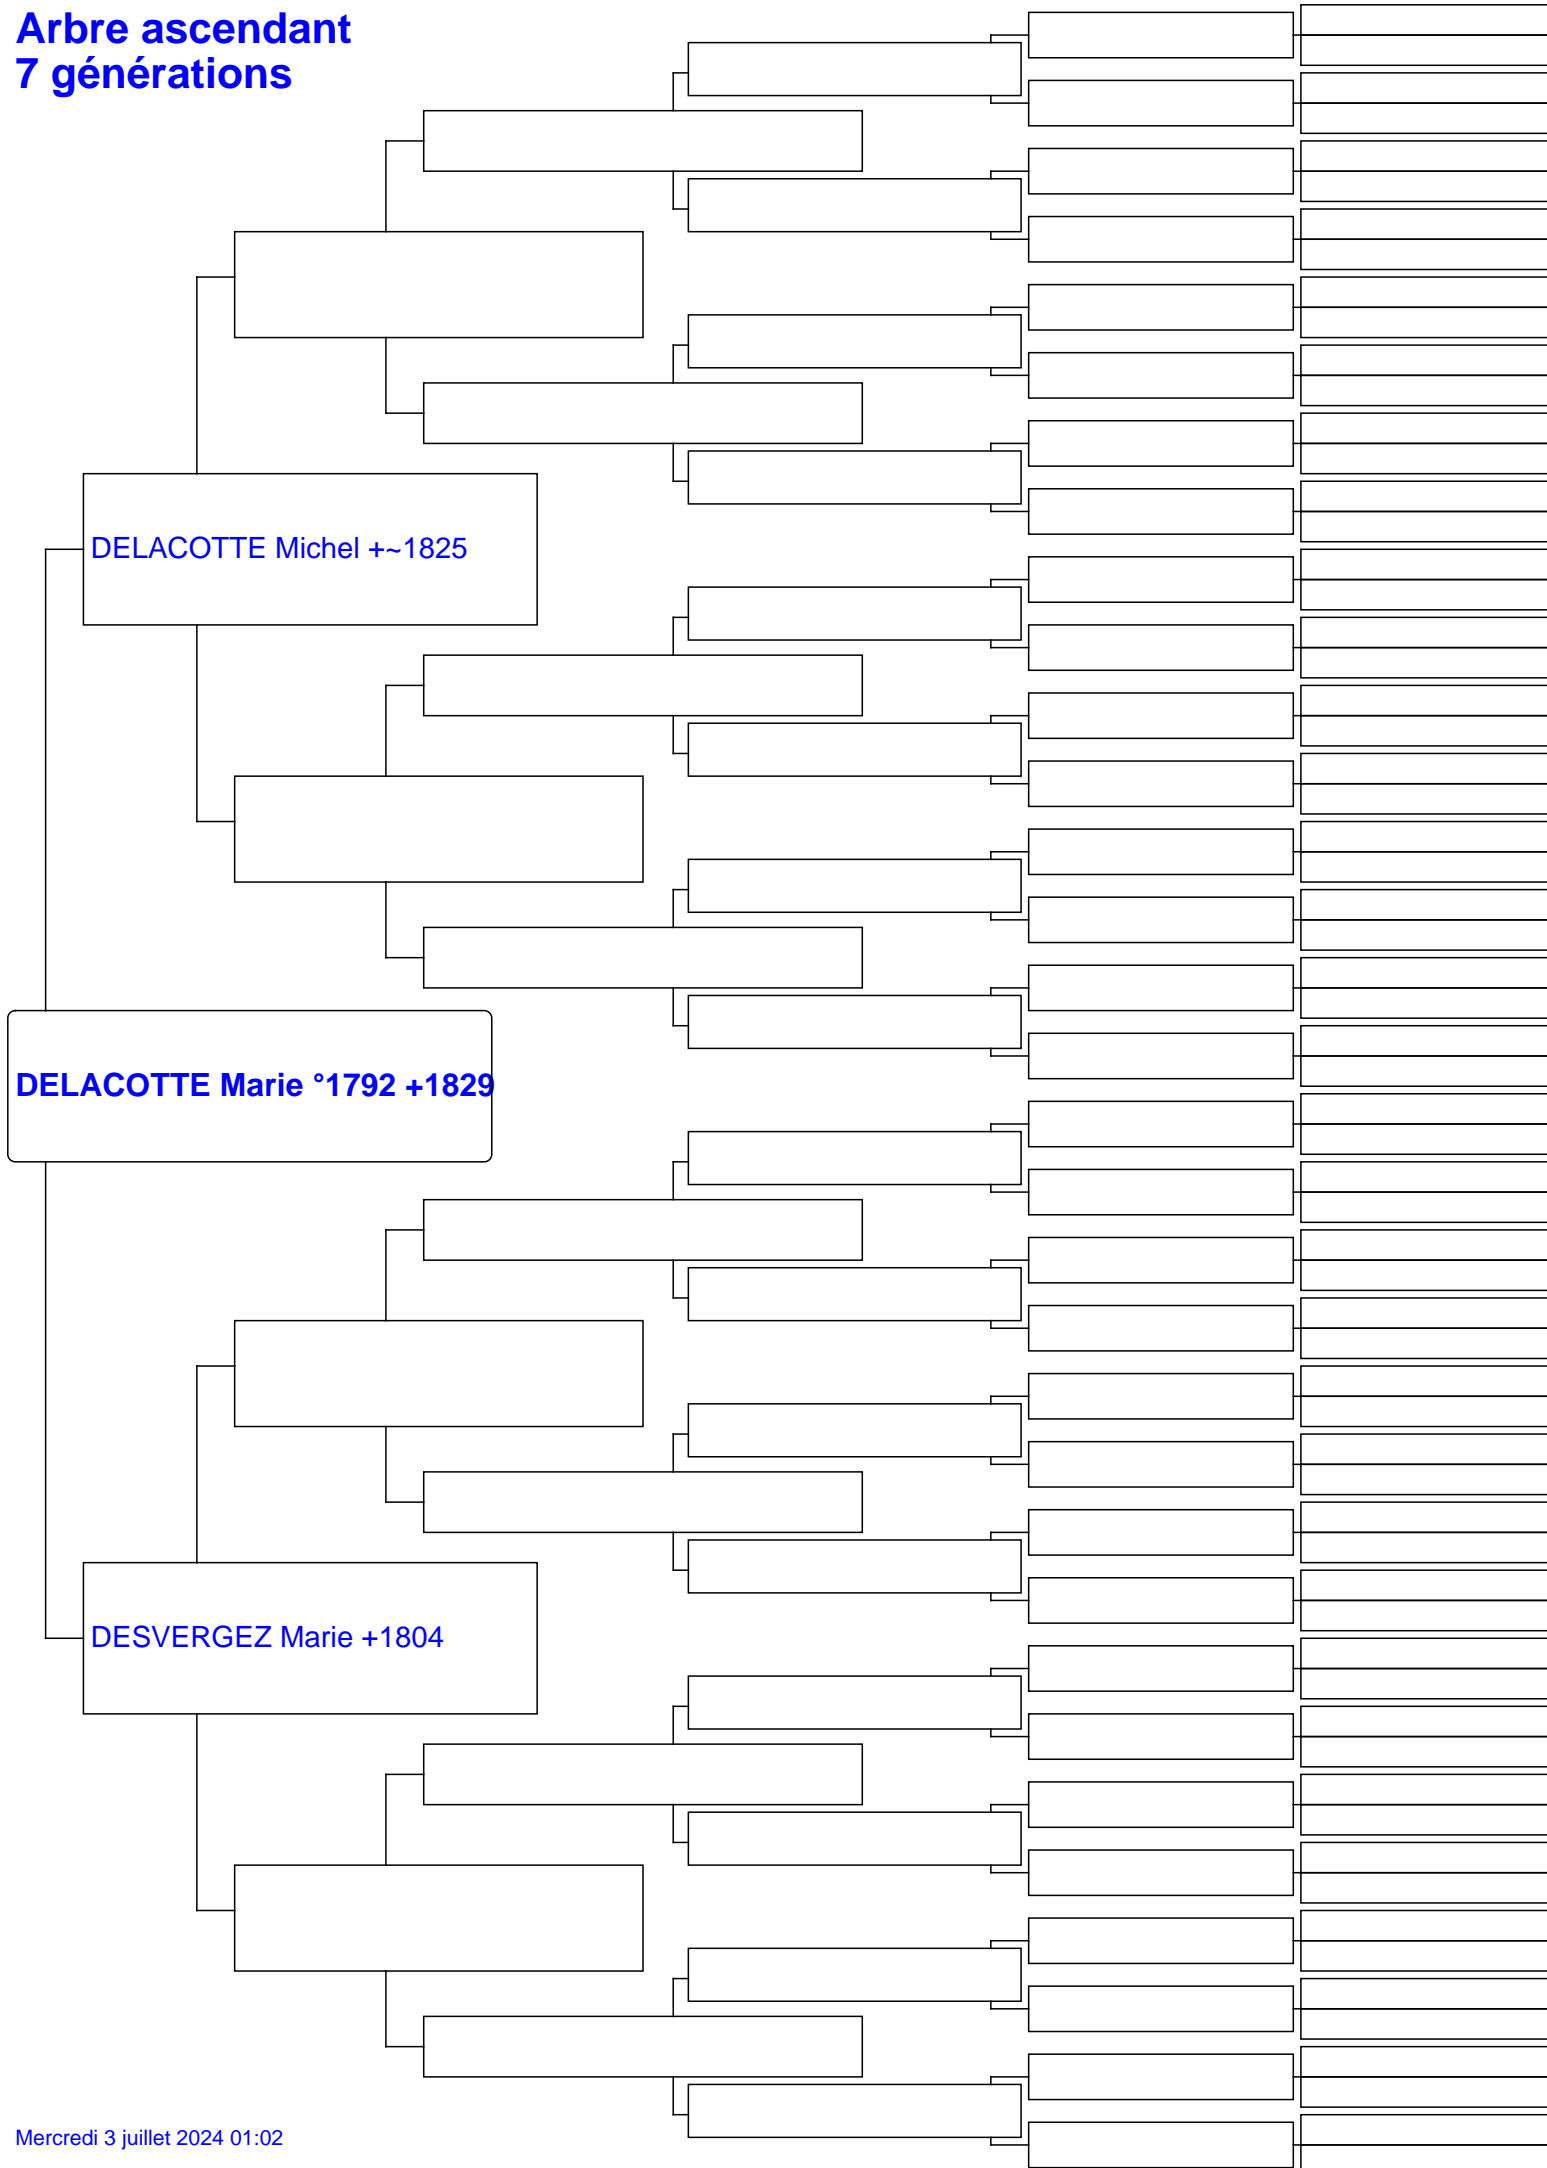 Arbre ascendant
7 générations
DELACOTTE Michel +~1825
DELACOTTE Marie °1792 +1829
DESVERGEZ Marie +1804
Mercredi 3 juillet 2024 01:02